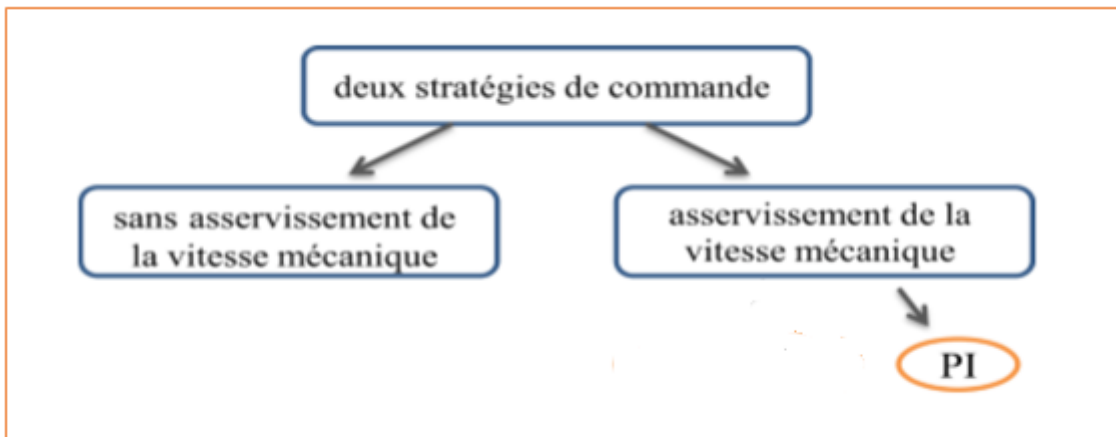 deux stratégies de commande
sans asservissement de
la vitesse mécanique
asservissement de la
vitesse mécanique
PI